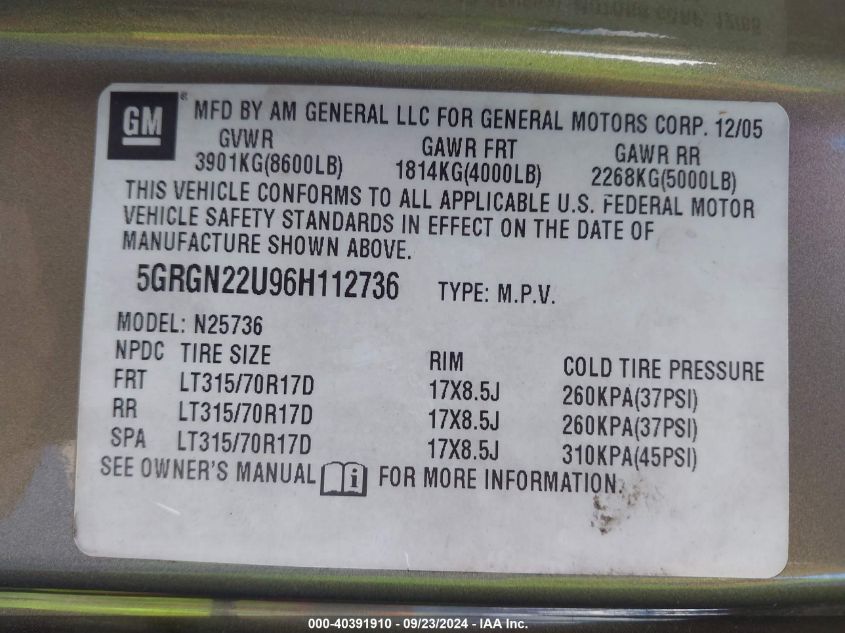 GM ® MFD BY AM GENERAL LLC FOR GENERAL MOTORS CORP. 12/05
GVWR GAWR FRT GAWR RR
3901KG(8600LB) 1814KG(4000LB) 2268KG(5000LB)
THIS VEHICLE CONFORMS TO ALL APPLICABLE U.S. FEDERAL MOTOR
VEHICLE SAFETY STANDARDS IN EFFECT ON THE DATE OF
MANUFACTURE SHOWN ABOVE.
5GRGN22U96H112736 TYPE: M.P.V.
MODEL: N25736
NPDC TIRE SIZE RIM COLD TIRE PRESSURE
FRT LT315/70R17D 17X8.5J 260KPA(37PSI)
RR LT315/70R17D 17X8.5J 260KPA(37PSI)
SPA LT315/70R17D 17X8.5J 310KPA(45PSI)
SEE OWNER'S MANUAL i FOR MORE INFORMATION.
000-40391910 - 09/23/2024 - IAA Inc.